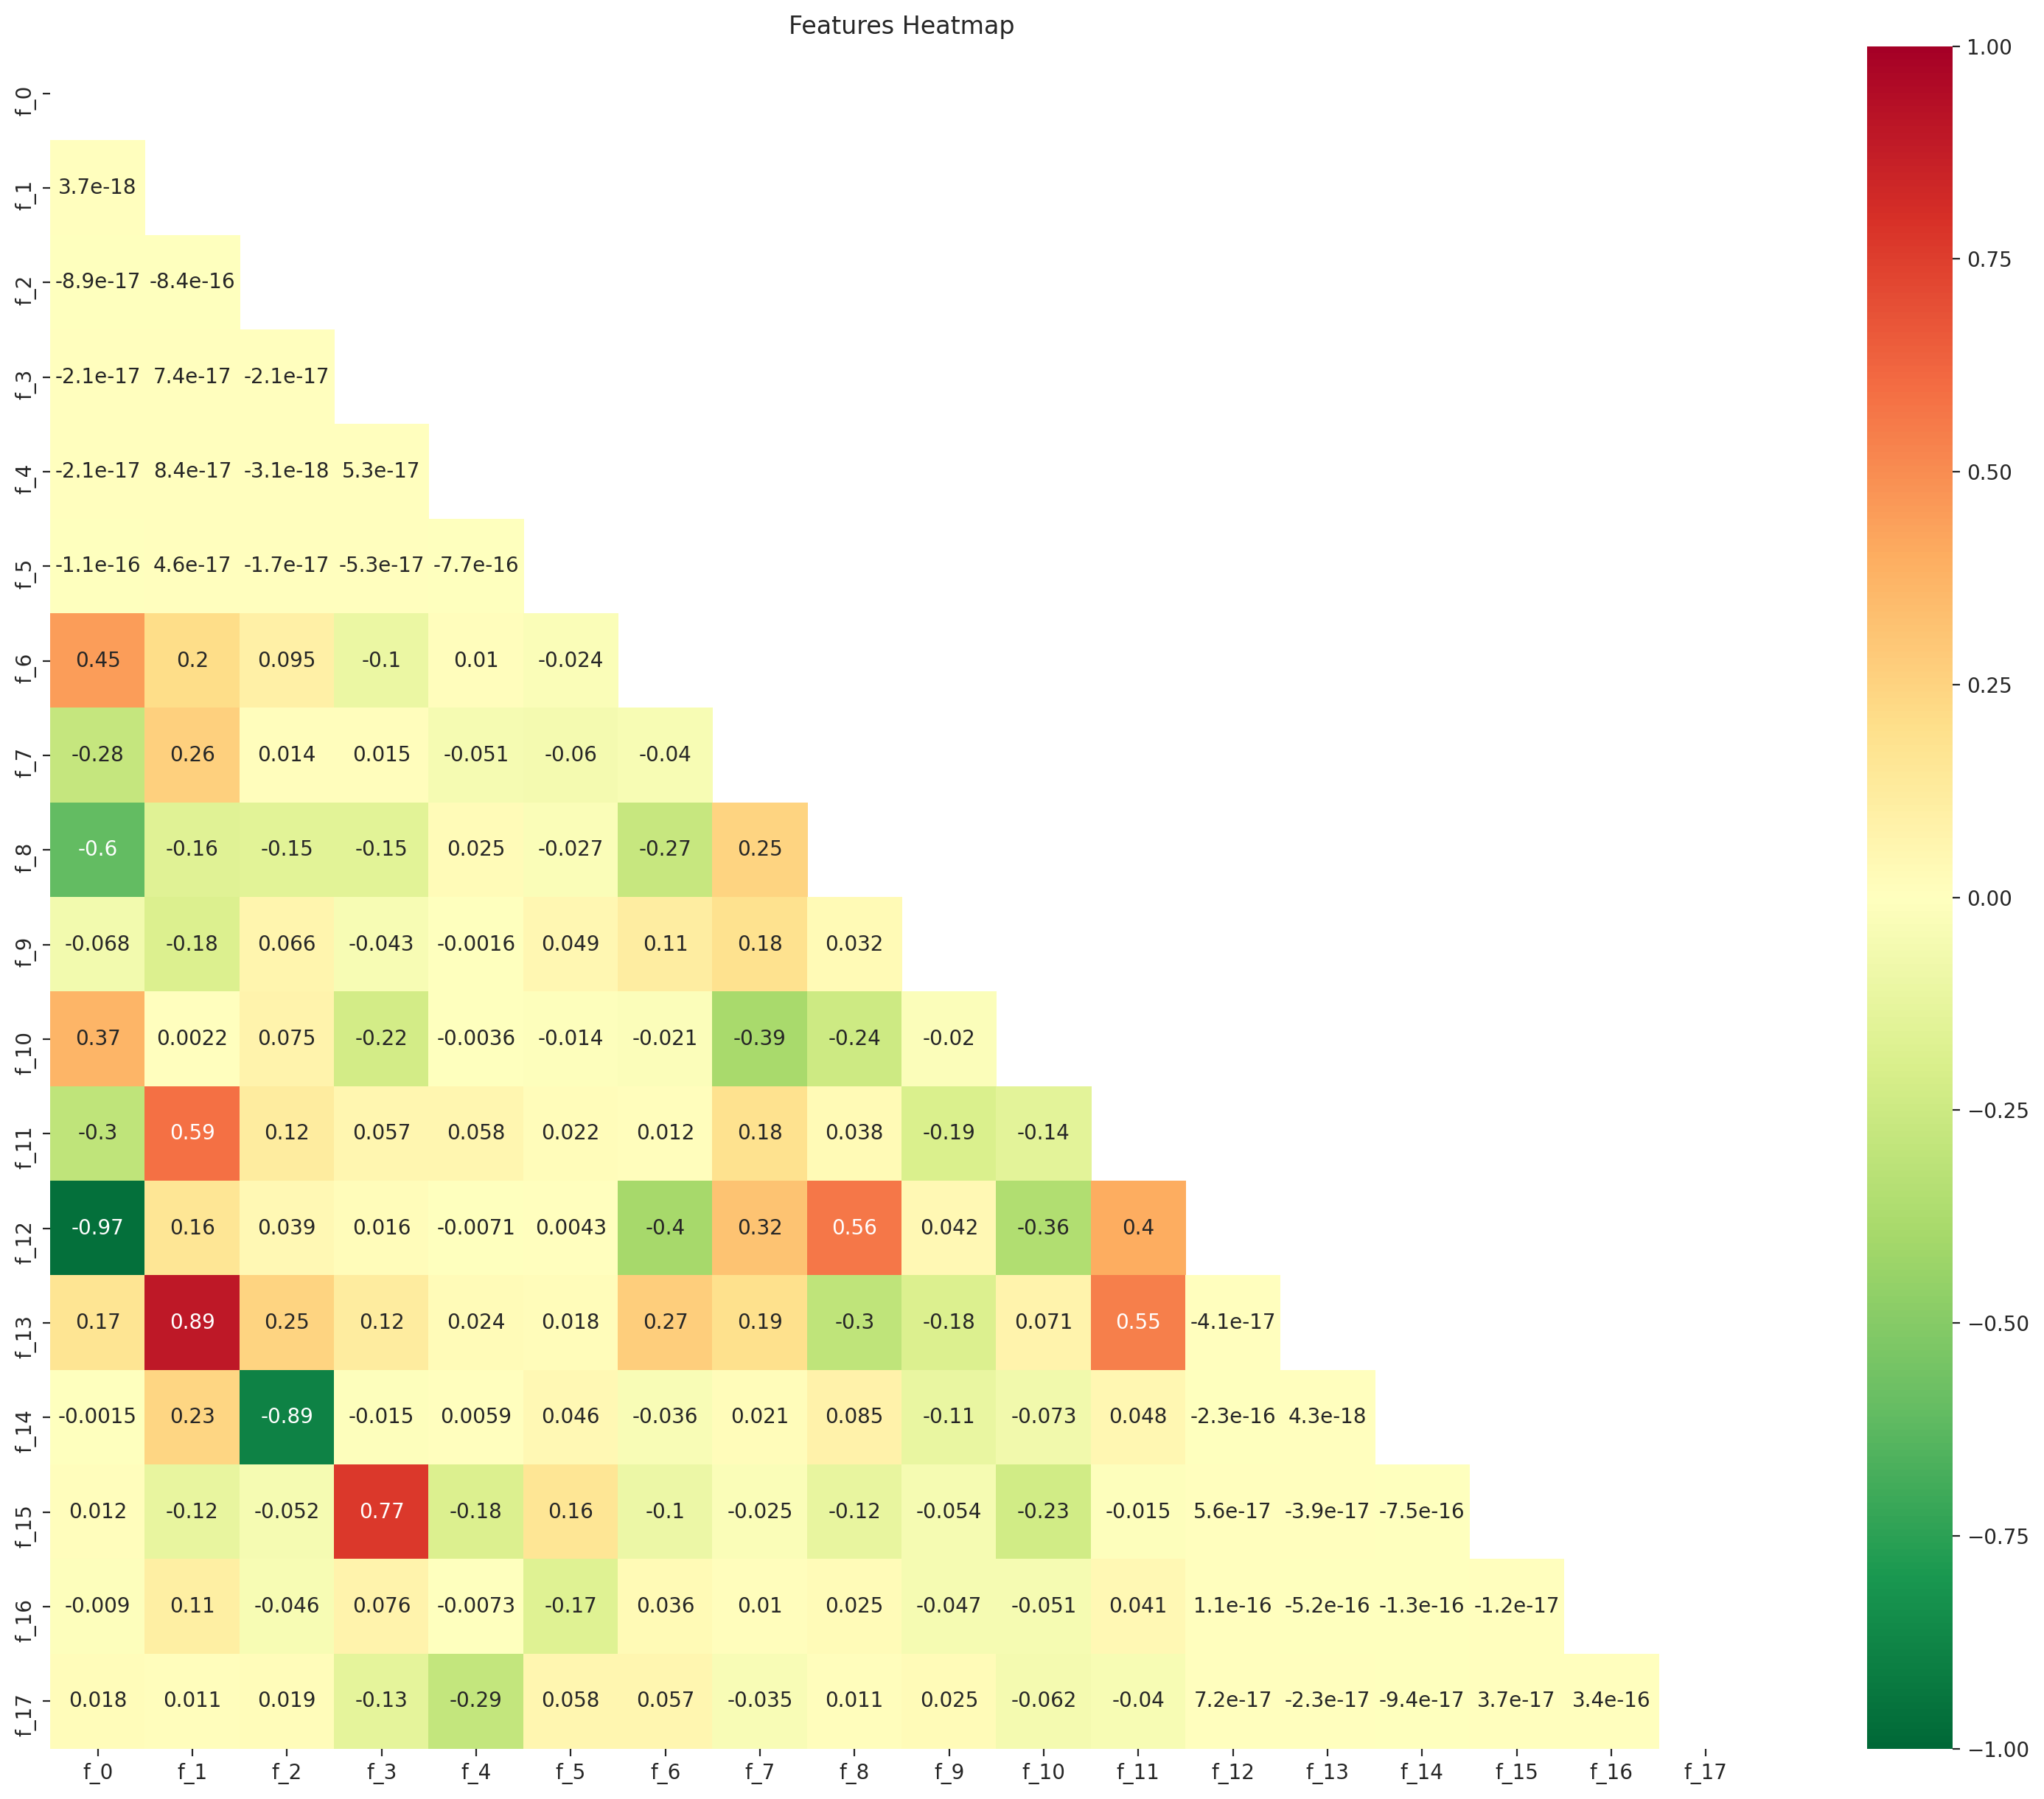 Features Heatmap
f_0
f_1 3.7e-18
f_2 -8.9e-17 -8.4e-16
f_3 -2.1e-17 7.4e-17 -2.1e-17
f_4 -2.1e-17 8.4e-17 -3.1e-18 5.3e-17
f_5 -1.1e-16 4.6e-17 -1.7e-17 -5.3e-17 -7.7e-16
f_6 0.45 0.2 0.095 -0.1 0.01 -0.024
f_7 -0.28 0.26 0.014 0.015 -0.051 -0.06 -0.04
f_8 -0.6 -0.16 -0.15 -0.15 0.025 -0.027 -0.27 0.25
f_9 -0.068 -0.18 0.066 -0.043 -0.0016 0.049 0.11 0.18 0.032
f_10 0.37 0.0022 0.075 -0.22 -0.0036 -0.014 -0.021 -0.39 -0.24 -0.02
f_11 -0.3 0.59 0.12 0.057 0.058 0.022 0.012 0.18 0.038 -0.19 -0.14
f_12 -0.97 0.16 0.039 0.016 -0.0071 0.0043 -0.4 0.32 0.56 0.042 -0.36 0.4
f_13 0.17 0.89 0.25 0.12 0.024 0.018 0.27 0.19 -0.3 -0.18 0.071 0.55 -4.1e-17
f_14 -0.0015 0.23 -0.89 -0.015 0.0059 0.046 -0.036 0.021 0.085 -0.11 -0.073 0.048 -2.3e-16 4.3e-18
f_15 0.012 -0.12 -0.052 0.77 -0.18 0.16 -0.1 -0.025 -0.12 -0.054 -0.23 -0.015 5.6e-17 -3.9e-17 -7.5e-16
f_16 -0.009 0.11 -0.046 0.076 -0.0073 -0.17 0.036 0.01 0.025 -0.047 -0.051 0.041 1.1e-16 -5.2e-16 -1.3e-16 -1.2e-17
f_17 0.018 0.011 0.019 -0.13 -0.29 0.058 0.057 -0.035 0.011 0.025 -0.062 -0.04 7.2e-17 -2.3e-17 -9.4e-17 3.7e-17 3.4e-16
f_0 f_1 f_2 f_3 f_4 f_5 f_6 f_7 f_8 f_9 f_10 f_11 f_12 f_13 f_14 f_15 f_16 f_17
1.00
0.75
0.50
0.25
0.00
−0.25
−0.50
−0.75
−1.00